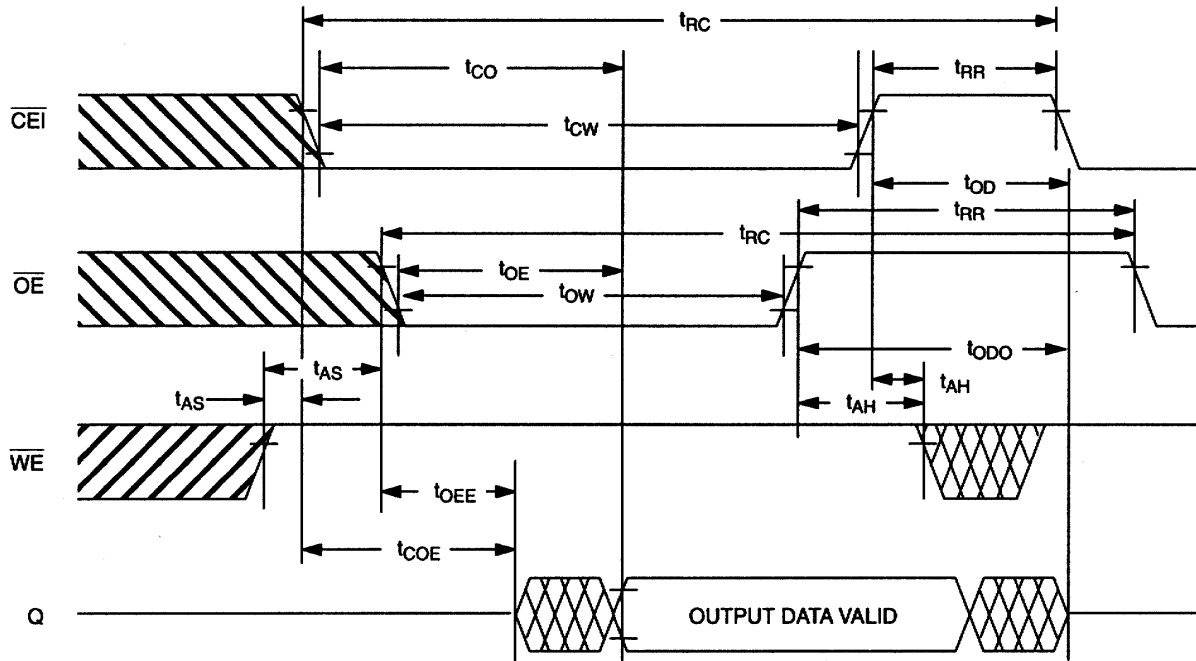 tRC
tCO
tRR
CEI
tCW
tOD
tRR
tRC
OE
tOE
tOW
tODO
tAS
tAS
tAH
tAH
WE
tOEE
tCOE
Q
OUTPUT DATA VALID